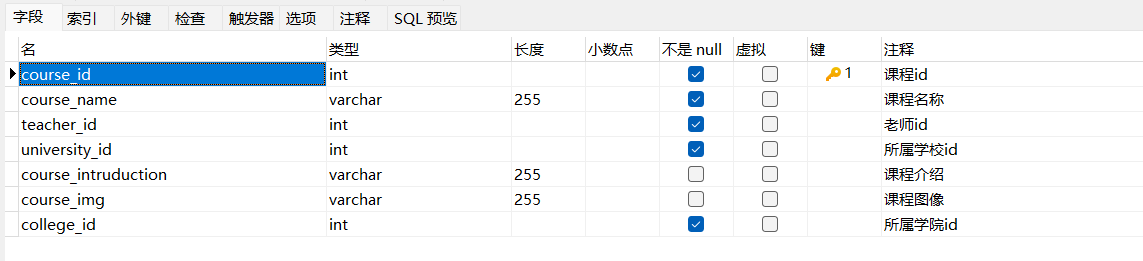 字段 索引 外键 检查 触发器 选项 注释 SQL 预览
名 类型 长度 小数点 不是 null 虚拟 键 注释
course_id int 1 课程id
course_name varchar 255 课程名称
teacher_id int 老师id
university_id int 所属学校id
course_intruduction varchar 255 课程介绍
course_img varchar 255 课程图像
college_id int 所属学院id